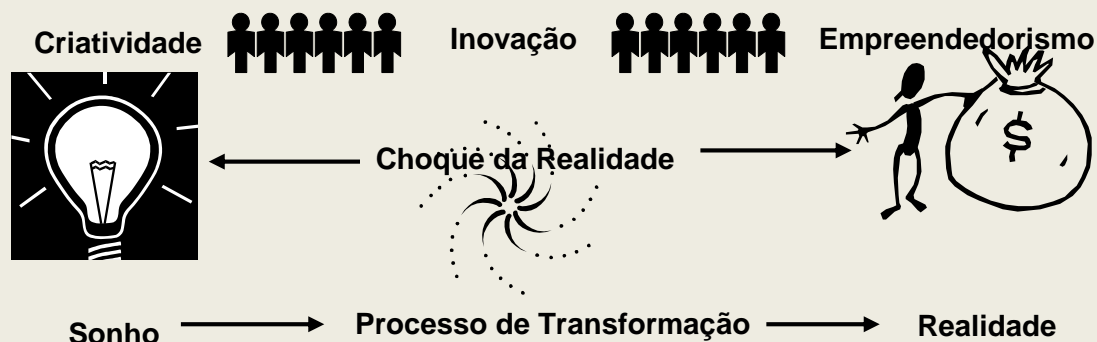 Criatividade Inovação Empreendedorismo
$
Choque da Realidade
Sonho Processo de Transformação Realidade